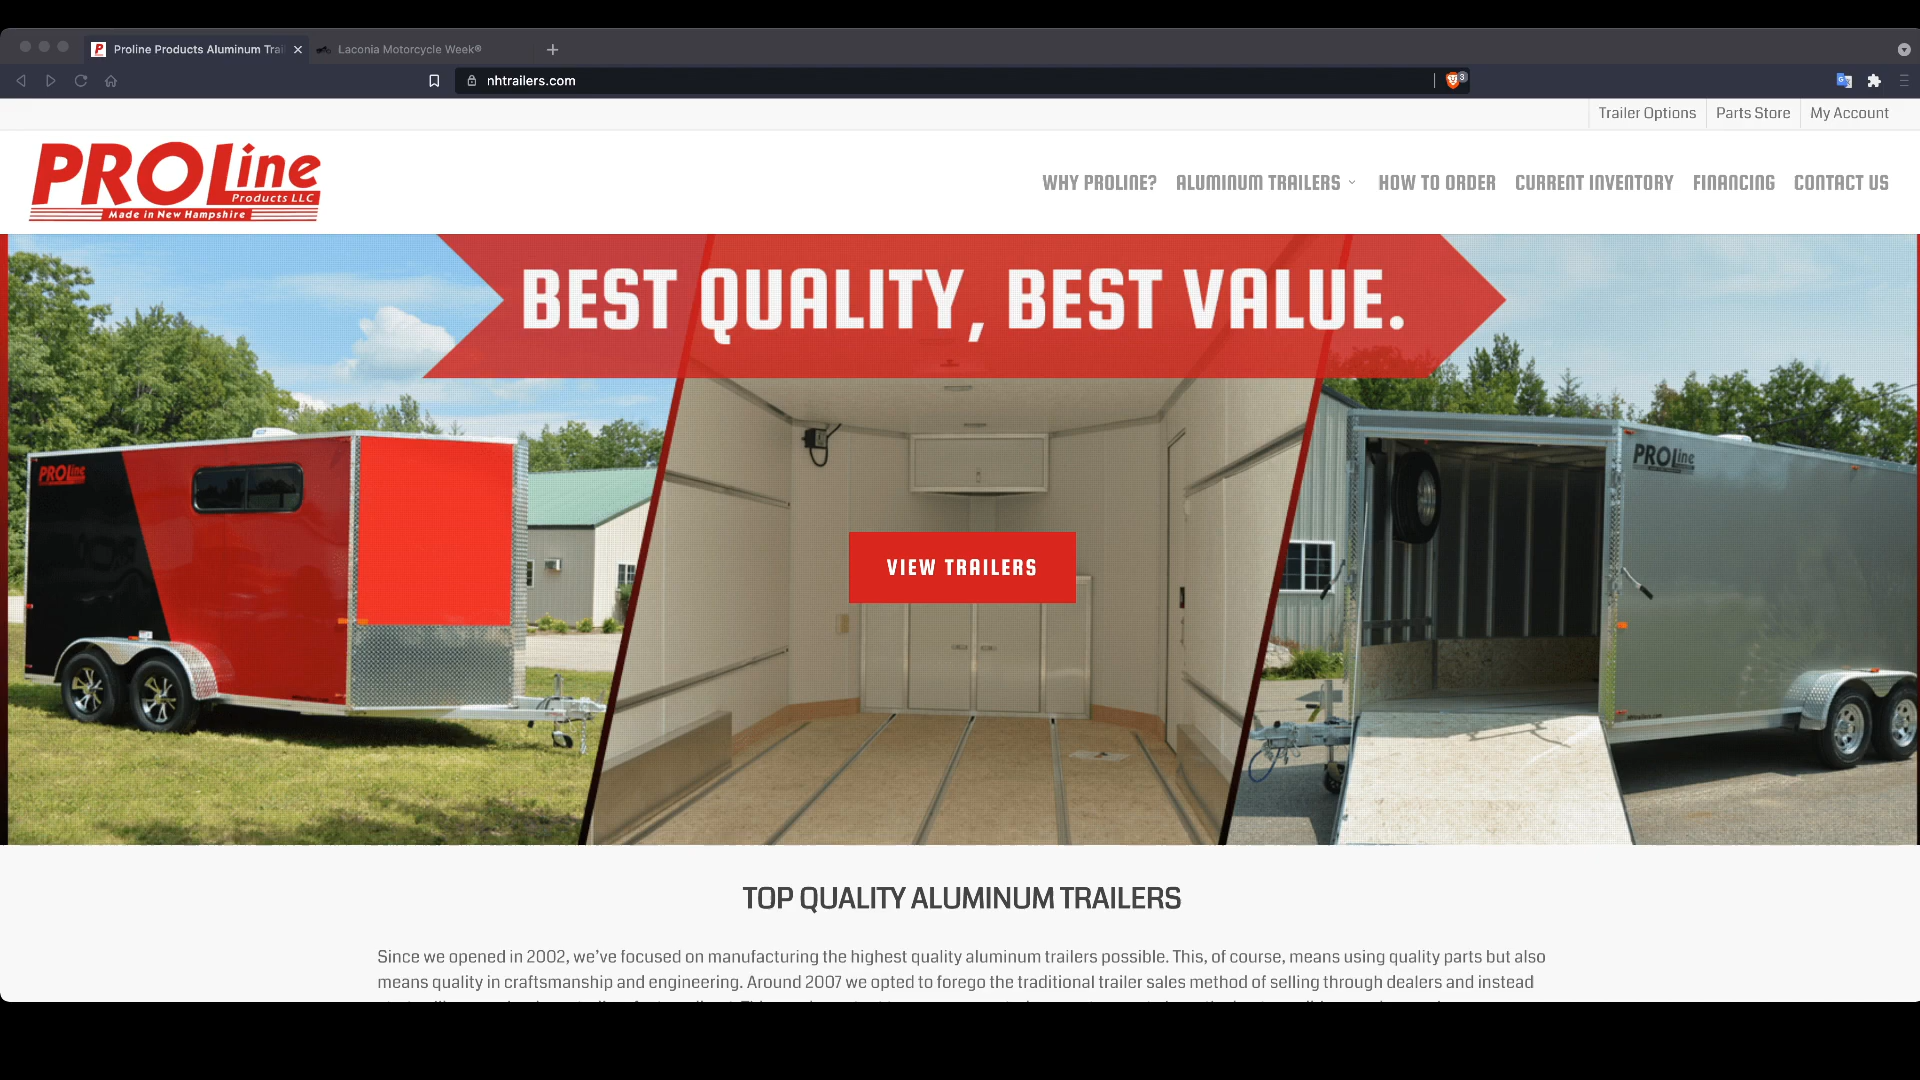 Proline Products Aluminum Trai
Laconia Motorcycle Week®
nhtrailers.com
3
Trailer Options
Parts Store
My Account
PROLine
Products LLC
Made in New Hampshire
WHY PROLINE?
ALUMINUM TRAILERS
HOW TO ORDER
CURRENT INVENTORY
FINANCING
CONTACT US
BEST QUALITY, BEST VALUE.
PROLine
PROLine
VIEW TRAILERS
TOP QUALITY ALUMINUM TRAILERS
Since we opened in 2002, we’ve focused on manufacturing the highest quality aluminum trailers possible. This, of course, means using quality parts but also
means quality in craftsmanship and engineering. Around 2007 we opted to forego the traditional trailer sales method of selling through dealers and instead